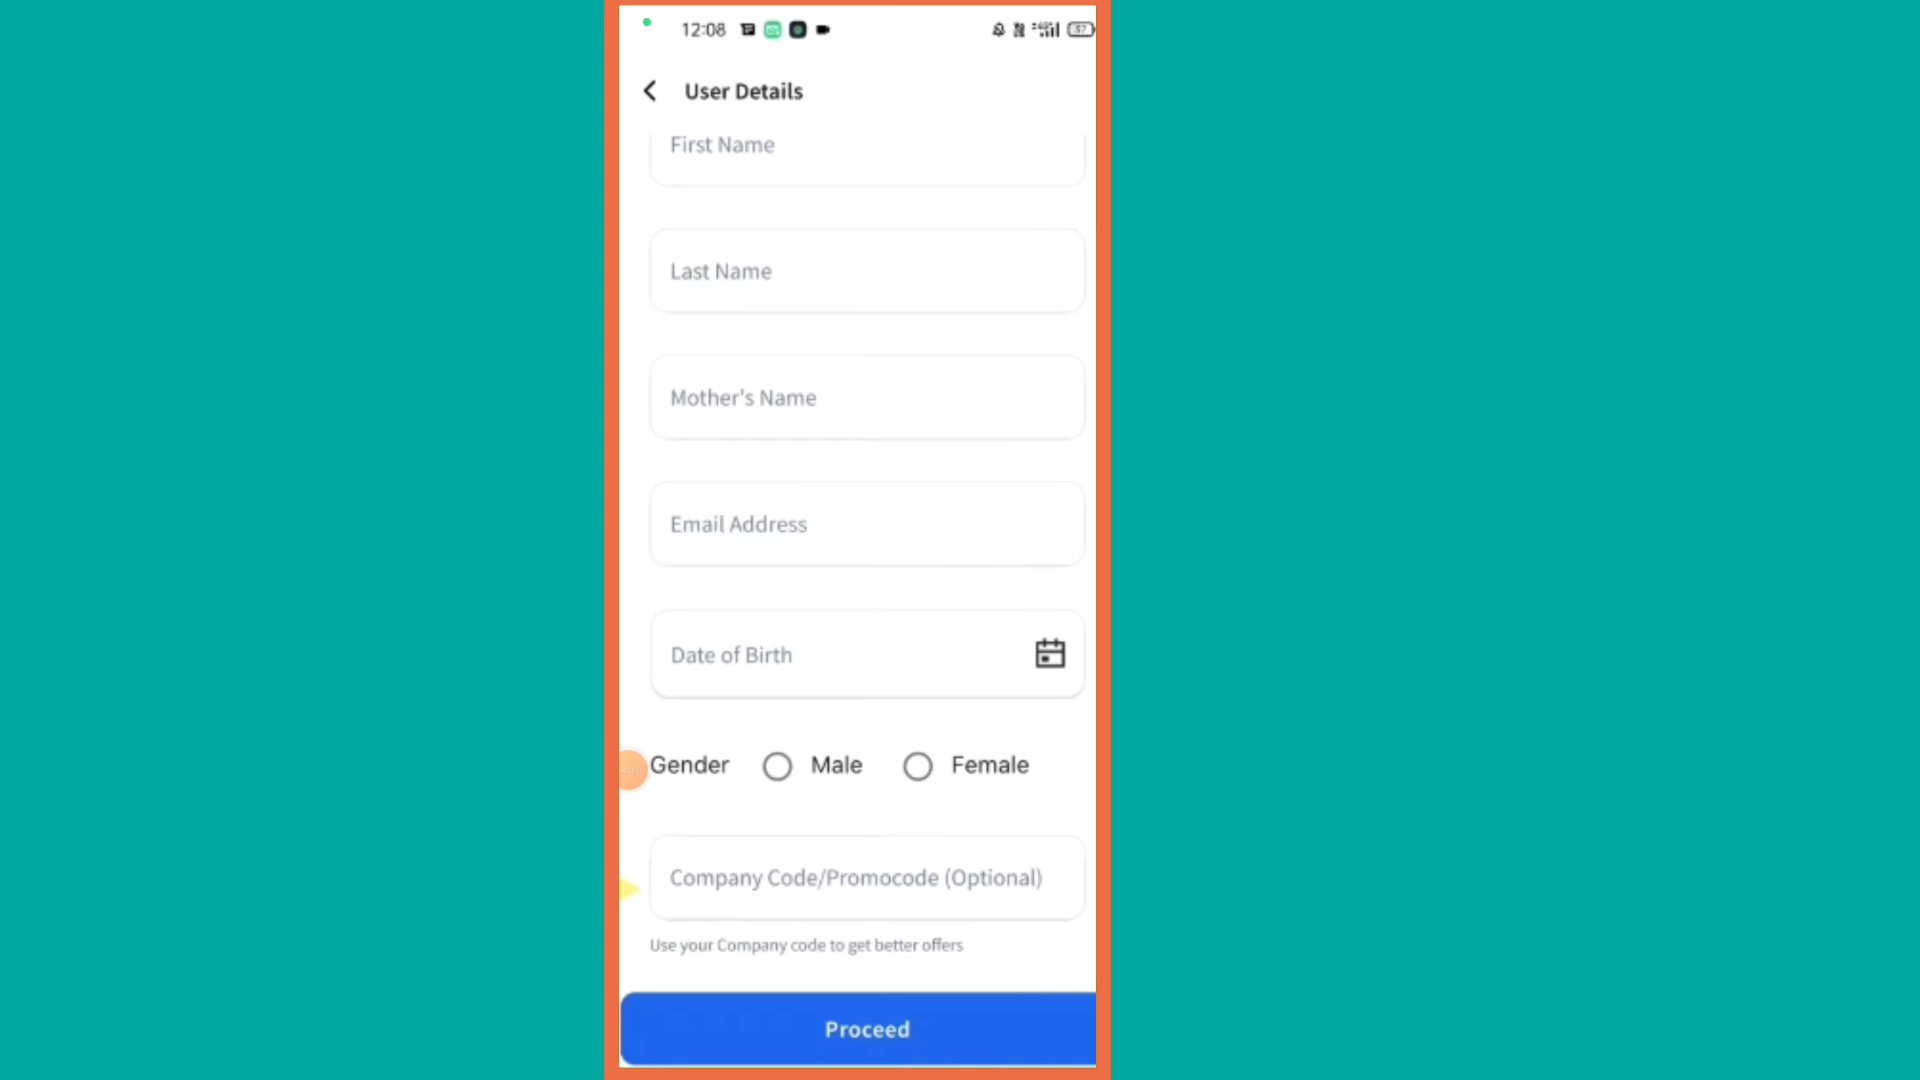 12:08
57
User Details
First Name
Last Name
Mother's Name
Email Address
Date of Birth
Gender Male Female
Company Code/Promocode (Optional)
Use your Company code to get better offers
Proceed